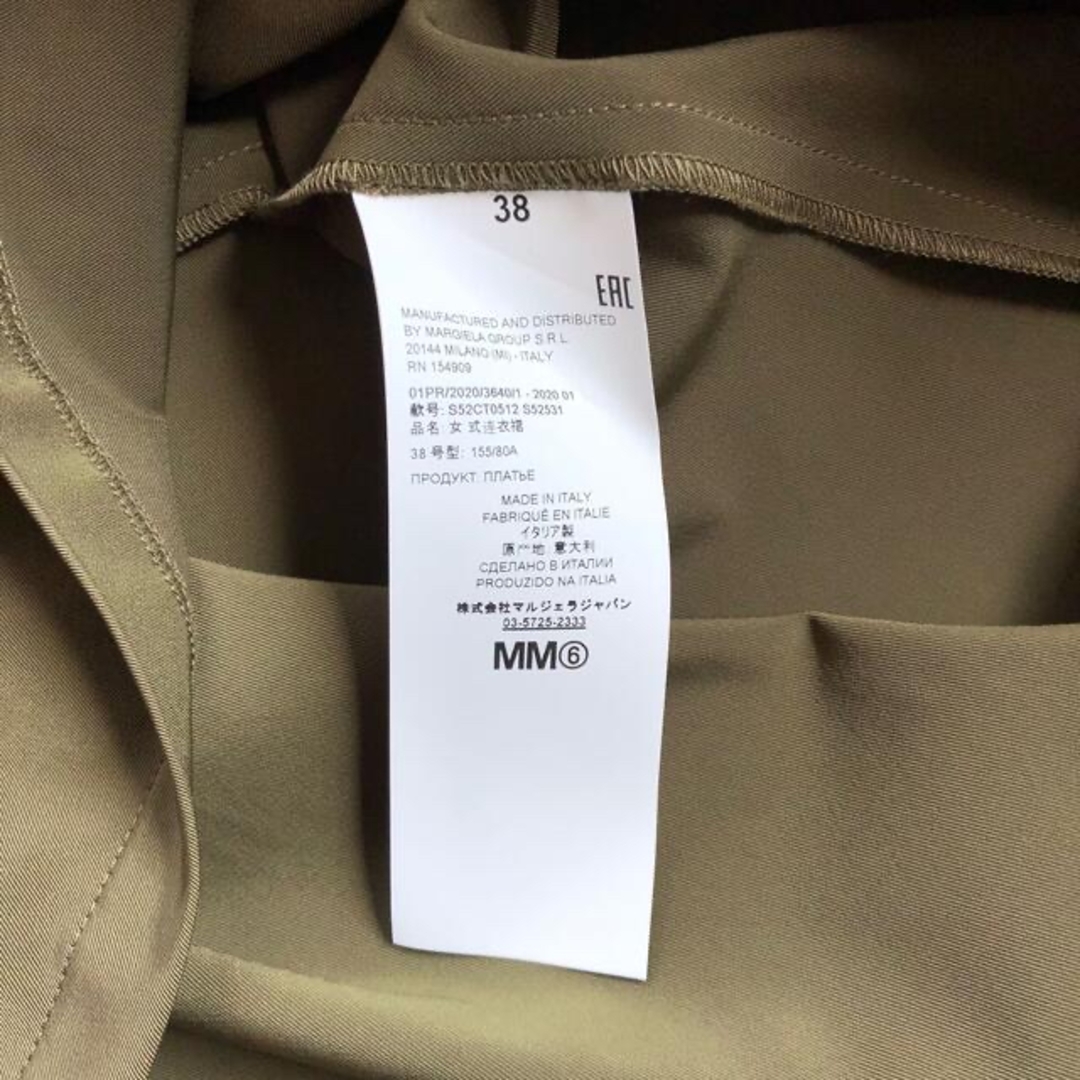 38
EAC
MANUFACTURED AND DISTRIBUTED
BY MARGIELA GROUP S.R.L.
20144 MILANO (MI) - ITALY
RN 154909
01PR/2020/3640/1 - 2020 01
款号: S52CT0512 S52531
品名: 女 式连衣裙
38 号型: 155/80A
ПРОДУКТ: ПЛАТЬЕ
MADE IN ITALY
FABRIQUÉ EN ITALIE
イタリア製
原产地: 意大利
СДЕЛАНО В ИТАЛИИ
PRODUZIDO NA ITALIA
株式会社マルジェラジャパン
03-5725-2333
MM⑥